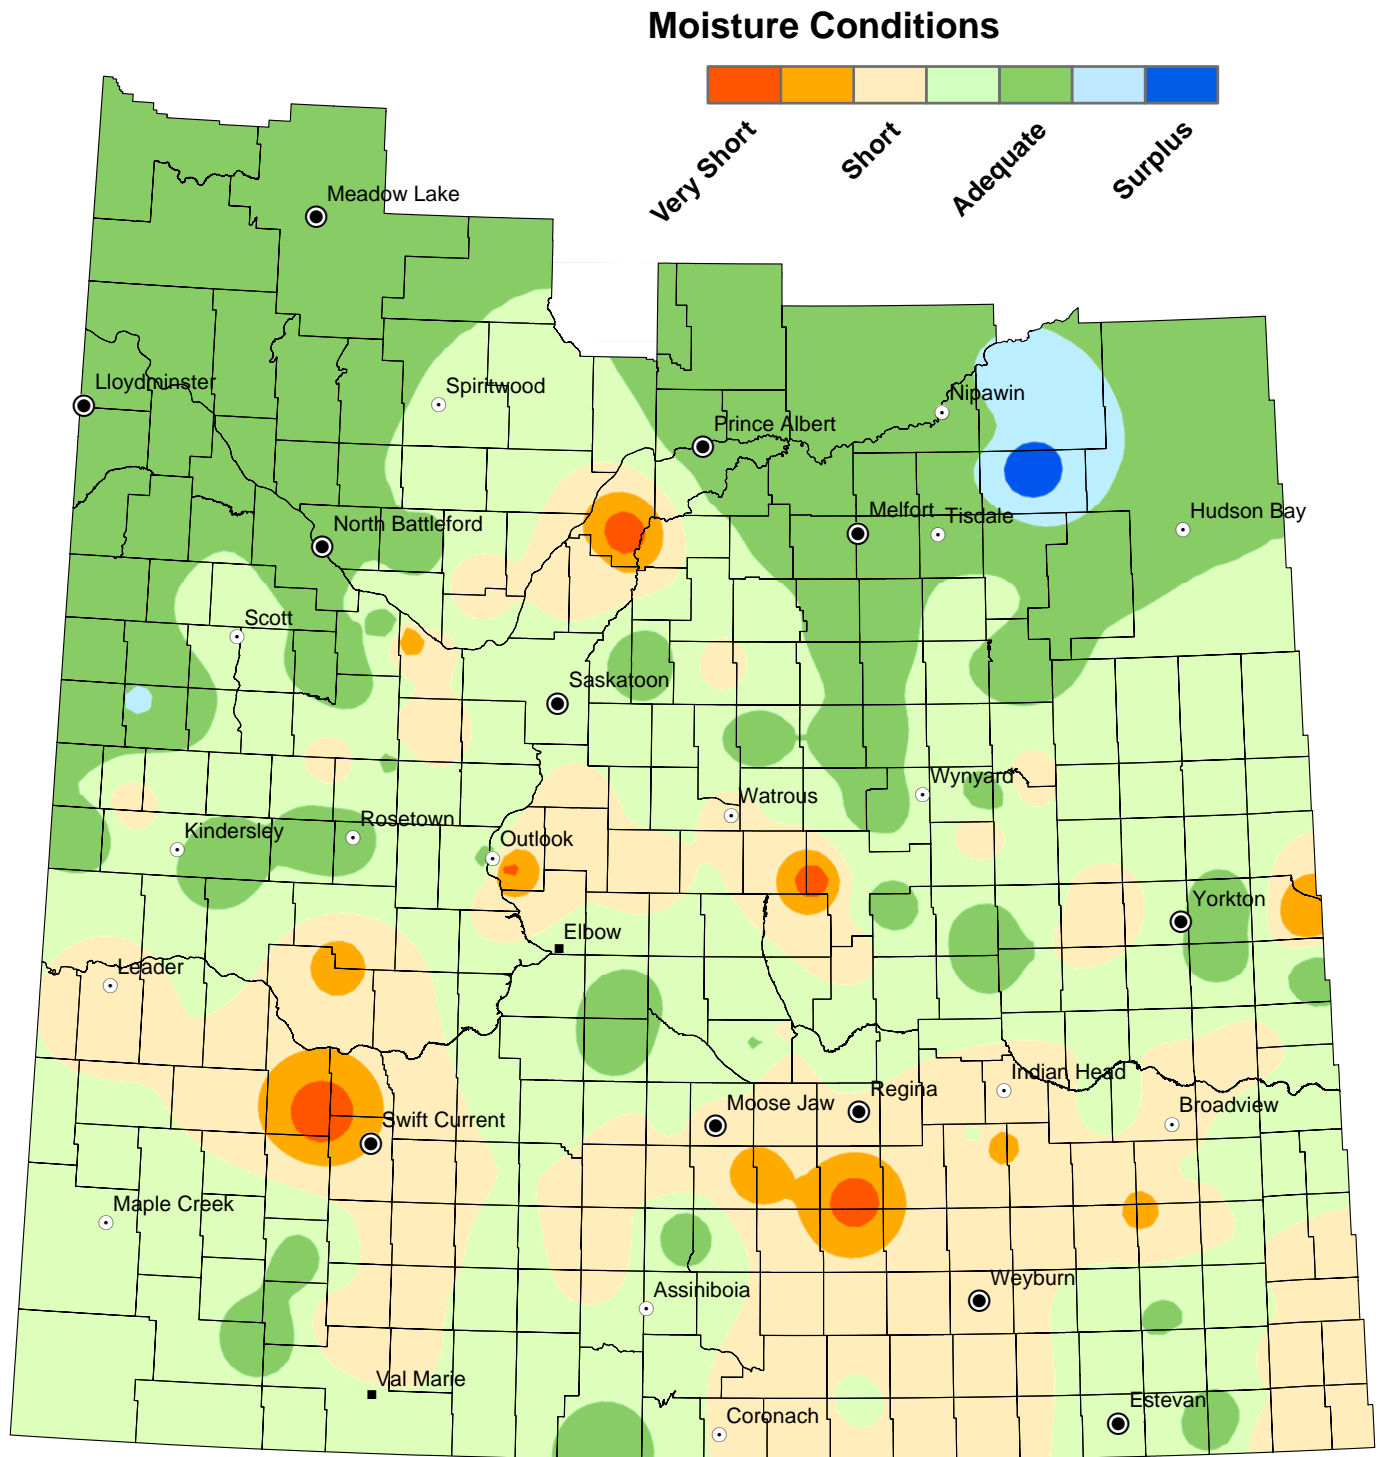 Moisture Conditions
Very Short
Short
Adequate
Surplus
Meadow Lake
Lloydminster
Spiritwood
Nipawin
Prince Albert
North Battleford
Melfort
Tisdale
Hudson Bay
Scott
Saskatoon
Wynyard
Watrous
Rosetown
Kindersley
Outlook
Yorkton
Elbow
Leader
Indian Head
Regina
Moose Jaw
Broadview
Swift Current
Maple Creek
Weyburn
Assiniboia
Val Marie
Estevan
Coronach